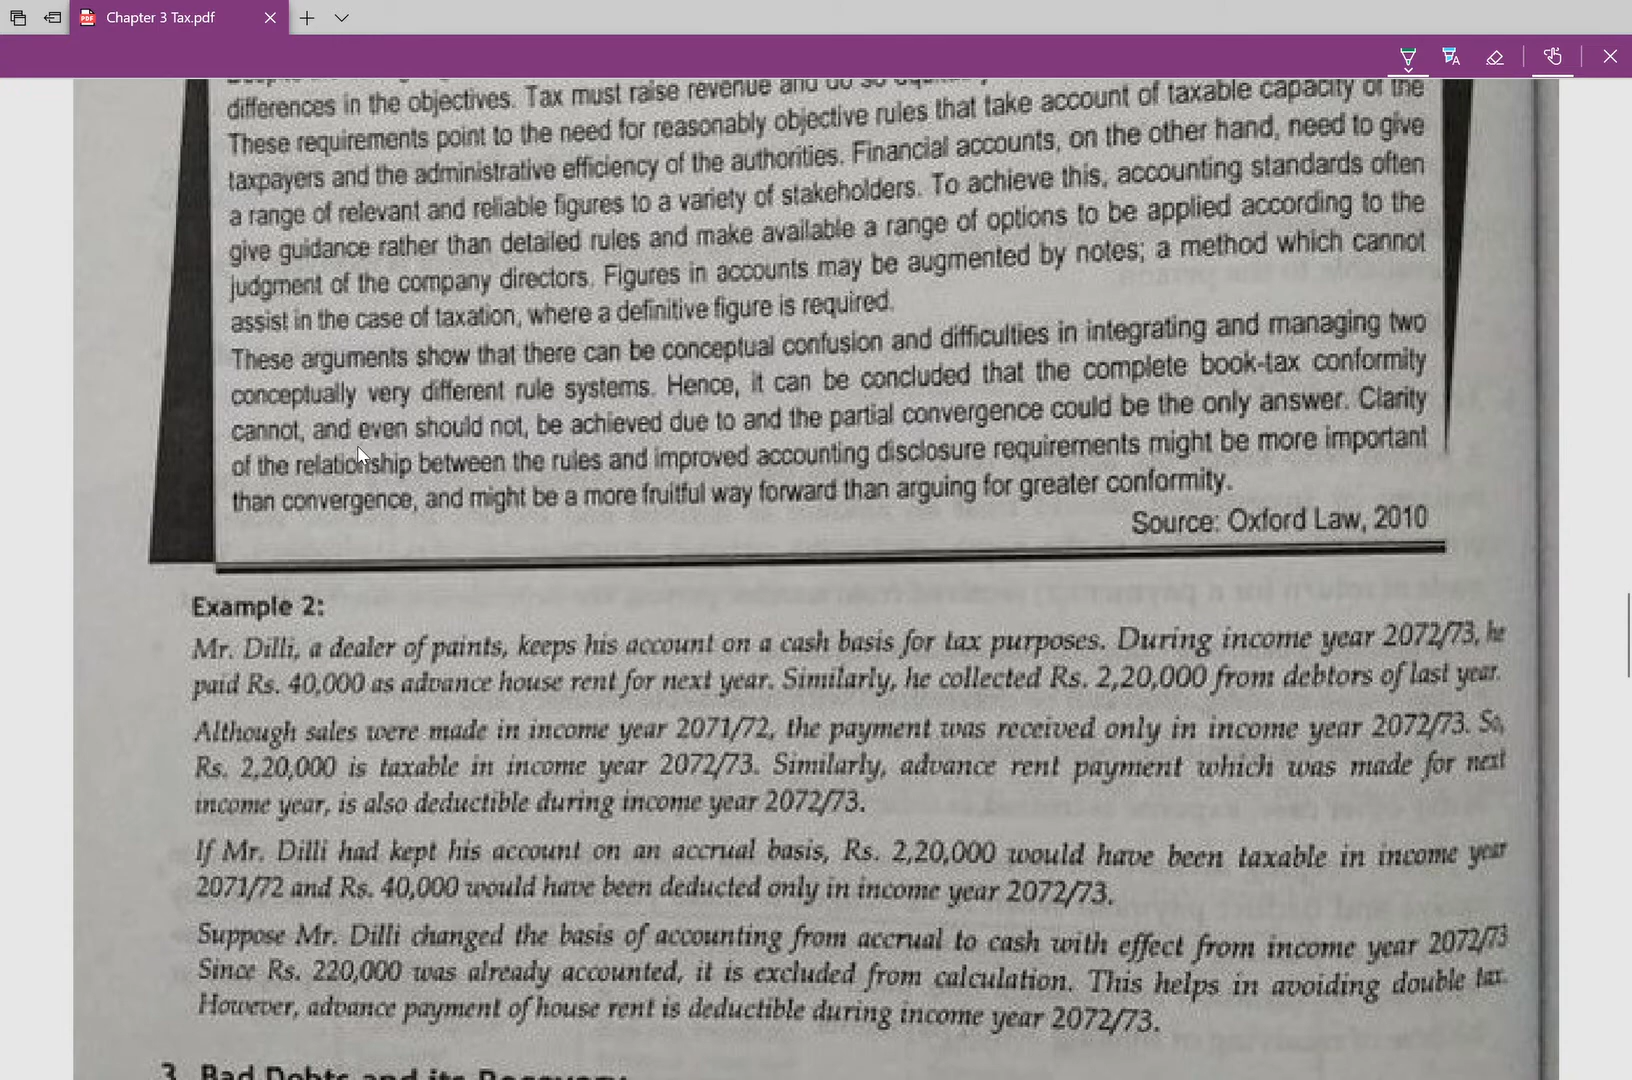 Chapter 3 Tax.pdf
differences in the objectives. Tax must raise revenue and do so
These requirements point to the need for reasonably objective rules that take account of taxable capacity of the
taxpayers and the administrative efficiency of the authorities. Financial accounts, on the other hand, need to give
a range of relevant and reliable figures to a variety of stakeholders. To achieve this, accounting standards often
give guidance rather than detailed rules and make available a range of options to be applied according to the
judgment of the company directors. Figures in accounts may be augmented by notes; a method which cannot
assist in the case of taxation, where a definitive figure is required.
These arguments show that there can be conceptual confusion and difficulties in integrating and managing two
conceptually very different rule systems. Hence, it can be concluded that the complete book-tax conformity
cannot, and even should not, be achieved due to and the partial convergence could be the only answer. Clarity
of the relationship between the rules and improved accounting disclosure requirements might be more important
than convergence, and might be a more fruitful way forward than arguing for greater conformity.
Source: Oxford Law, 2010
Example 2:
Mr. Dilli, a dealer of paints, keeps his account on a cash basis for tax purposes. During income year 2072/73, he
paid Rs. 40,000 as advance house rent for next year. Similarly, he collected Rs. 2,20,000 from debtors of last year.
Although sales were made in income year 2071/72, the payment was received only in income year 2072/73. So,
Rs. 2,20,000 is taxable in income year 2072/73. Similarly, advance rent payment which was made for next
income year, is also deductible during income year 2072/73.
If Mr. Dilli had kept his account on an accrual basis, Rs. 2,20,000 would have been taxable in income year
2071/72 and Rs. 40,000 would have been deducted only in income year 2072/73.
Suppose Mr. Dilli changed the basis of accounting from accrual to cash with effect from income year 2072/73
Since Rs. 220,000 was already accounted, it is excluded from calculation. This helps in avoiding double tax.
However, advance payment of house rent is deductible during income year 2072/73.
3. Bad Debts and its Recovery